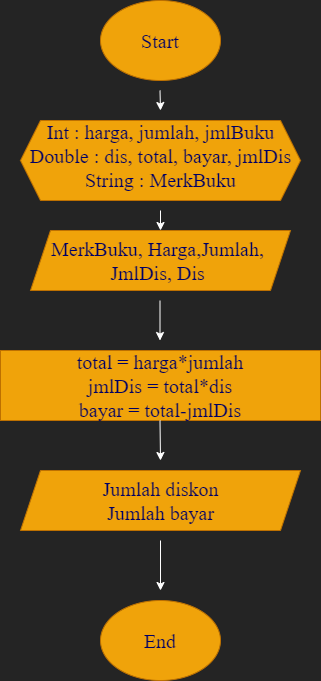 Start
Int : harga, jumlah, jmlBuku
Double : dis, total, bayar, jmlDis
String : MerkBuku
MerkBuku, Harga,Jumlah,
JmlDis, Dis
total = harga*jumlah
jmlDis = total*dis
bayar = total-jmlDis
Jumlah diskon
Jumlah bayar
End